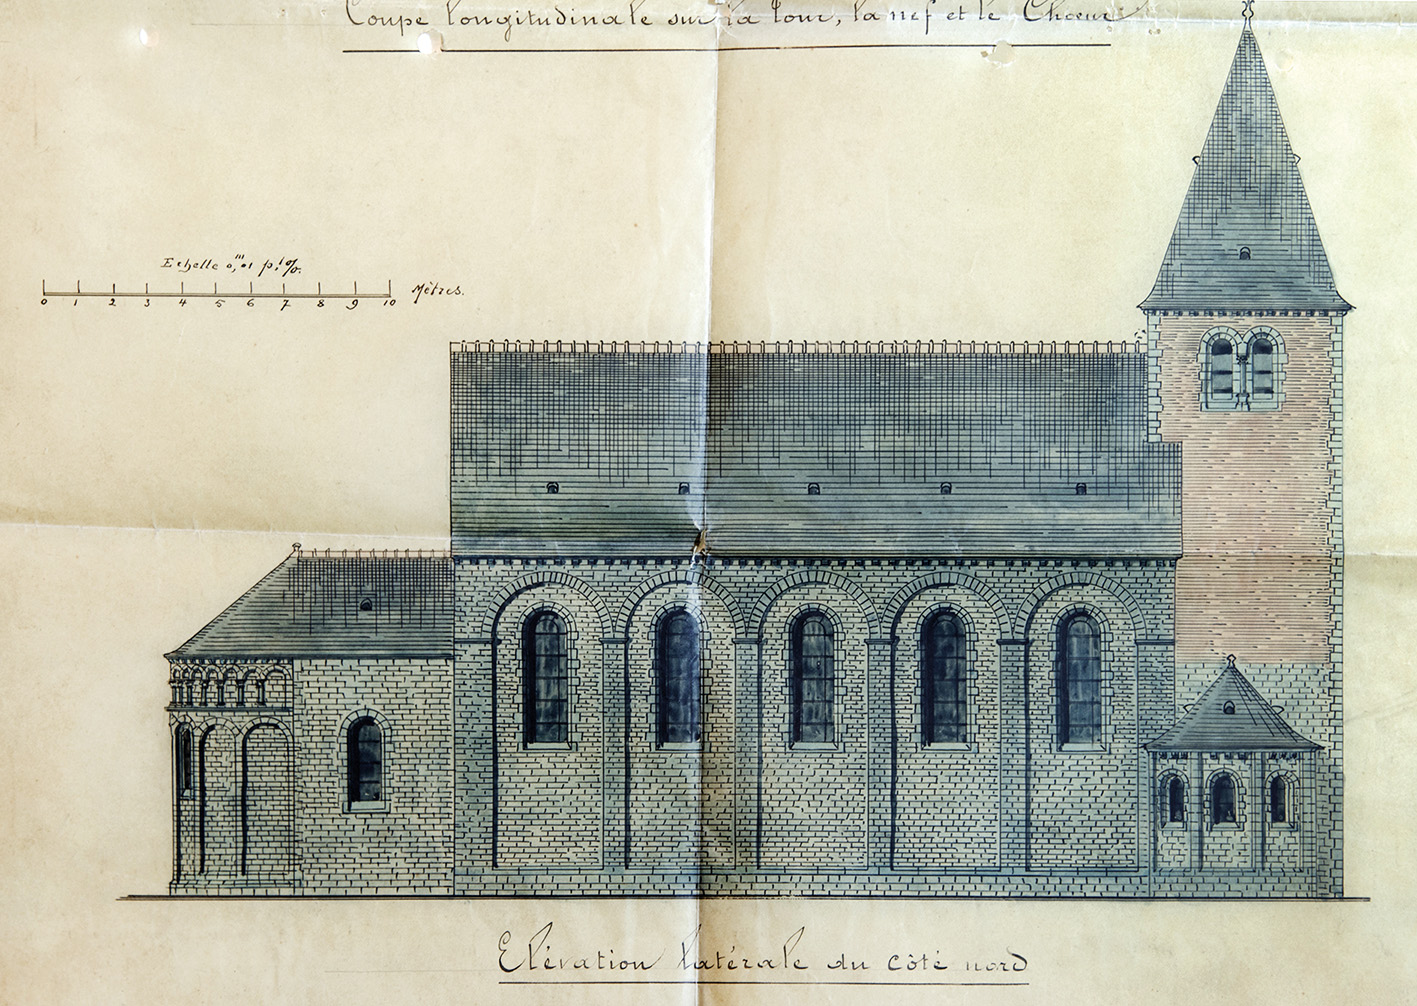 Coupe longitudinale sur la Tour, la nef et le Chœur
Echelle 0,m01 p. %.
0 1 2 3 4 5 6 7 8 9 10 Mètres.
Elévation latérale du côté nord